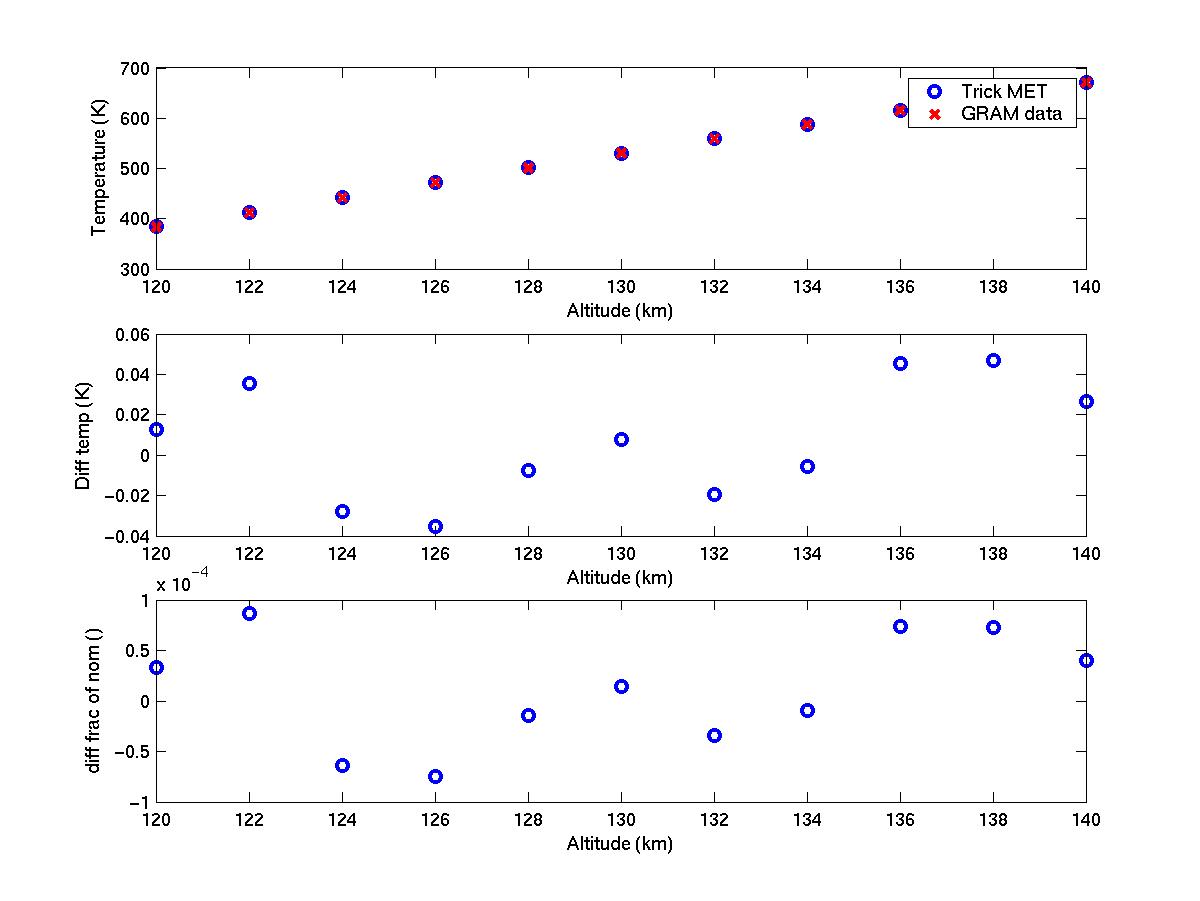 700
600
500
400
300
Temperature (K)
Trick MET
GRAM data
120 122 124 126 128 130 132 134 136 138 140
Altitude (km)
0.06
0.04
0.02
0
−0.02
−0.04
Diff temp (K)
120 122 124 126 128 130 132 134 136 138 140
Altitude (km)
x 10−4
1
0.5
0
−0.5
−1
diff frac of nom ()
120 122 124 126 128 130 132 134 136 138 140
Altitude (km)